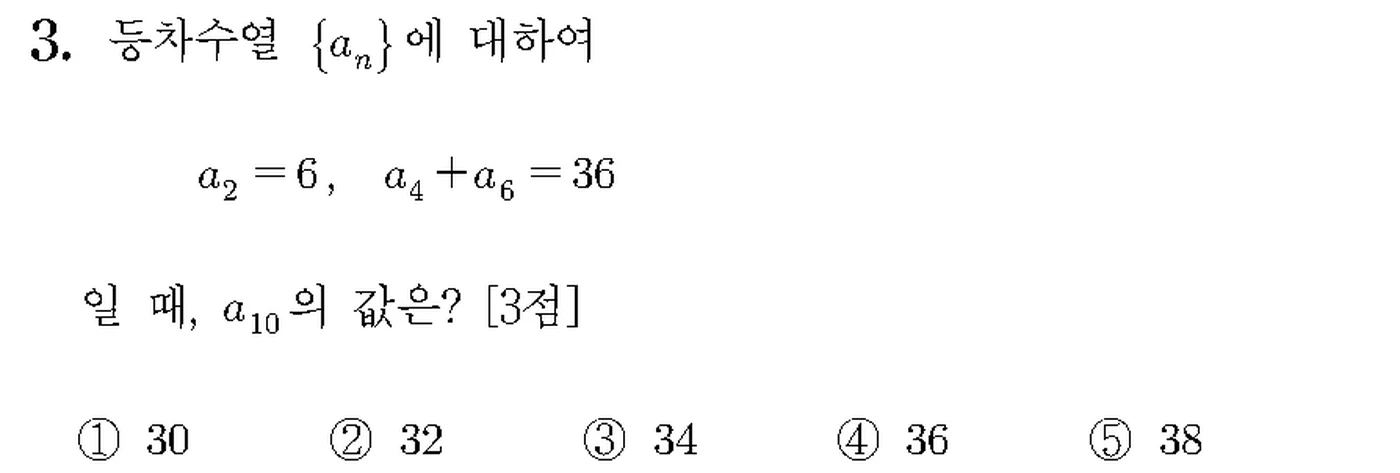 3. 등차수열 {aₙ}에 대하여
a₂ = 6, a₄ + a₆ = 36
일 때, a₁₀의 값은? [3점]
① 30 ② 32 ③ 34 ④ 36 ⑤ 38